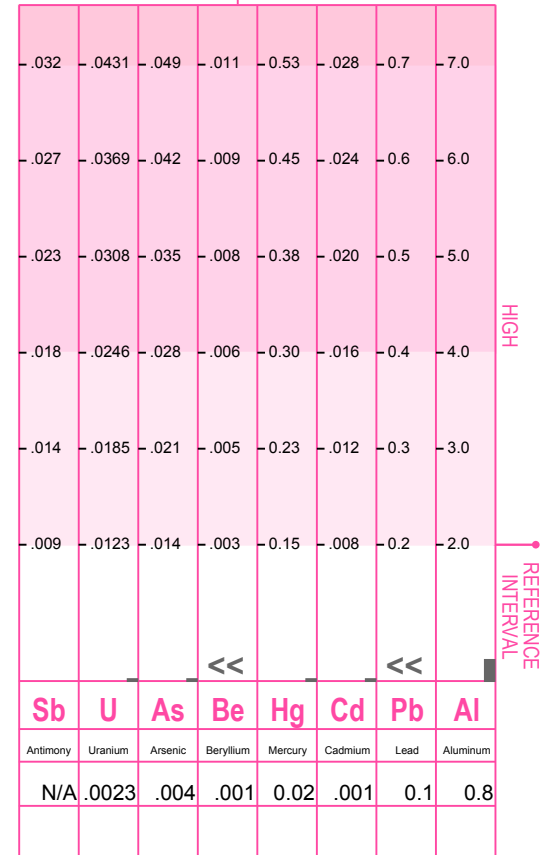 .032 .0431 .049 .011 0.53 .028 0.7 7.0
.027 .0369 .042 .009 0.45 .024 0.6 6.0
.023 .0308 .035 .008 0.38 .020 0.5 5.0
HIGH
.018 .0246 .028 .006 0.30 .016 0.4 4.0
.014 .0185 .021 .005 0.23 .012 0.3 3.0
.009 .0123 .014 .003 0.15 .008 0.2 2.0
REFERENCE
INTERVAL
<< <<
Sb U As Be Hg Cd Pb Al
Antimony Uranium Arsenic Beryllium Mercury Cadmium Lead Aluminum
N/A .0023 .004 .001 0.02 .001 0.1 0.8